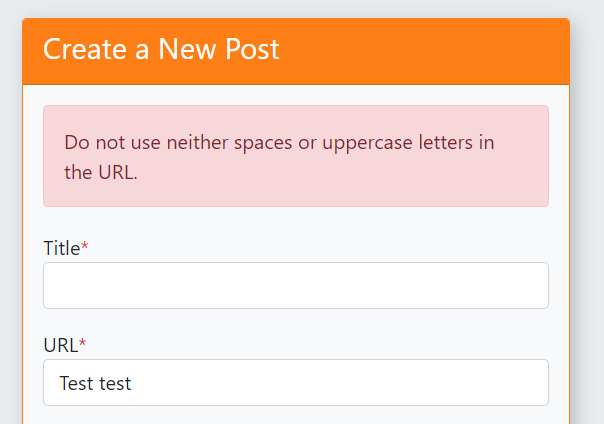 Create a New Post
Do not use neither spaces or uppercase letters in
the URL.
Title*
URL*
Test test